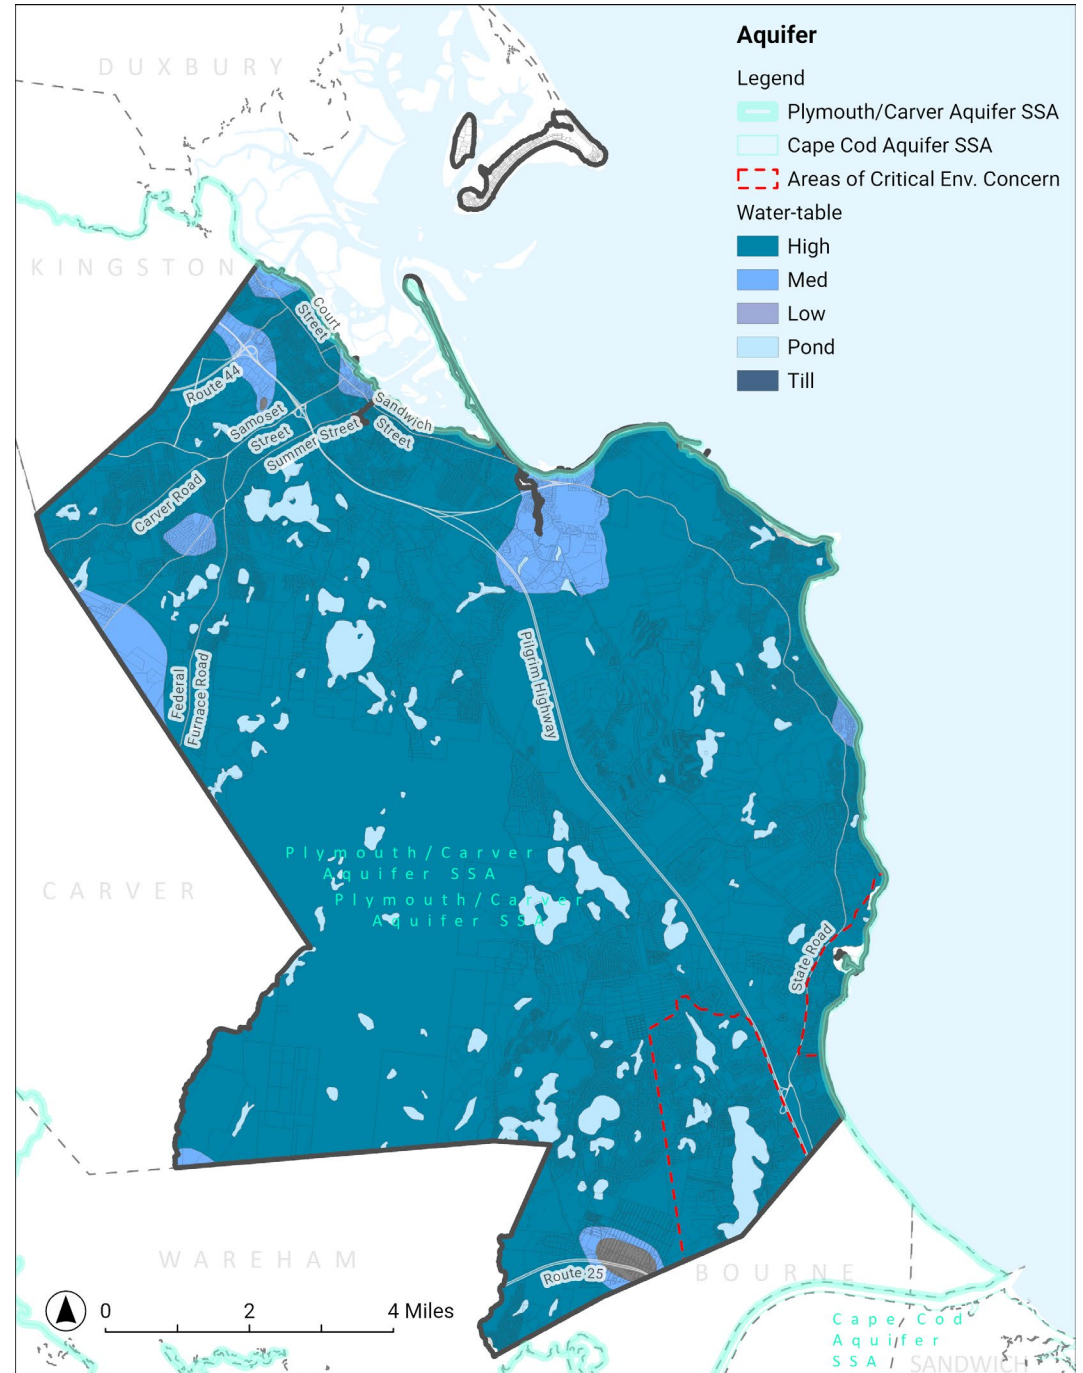 Aquifer
Legend
Plymouth/Carver Aquifer SSA
Cape Cod Aquifer SSA
Areas of Critical Env. Concern
Water-table
High
Med
Low
Pond
Till
DUXBURY
KINGSTON
Court
Street
Route 44
Samoset
Street
Sandwich
Street
Summer Street
Carver Road
Federal
Furnace Road
Pilgrim Highway
Plymouth/Carver
Aquifer SSA
Plymouth/Carver
Aquifer SSA
CARVER
State Road
WAREHAM
Route 25
BOURNE
0 2 4 Miles
Cape Cod
Aquifer
SSA
SANDWICH